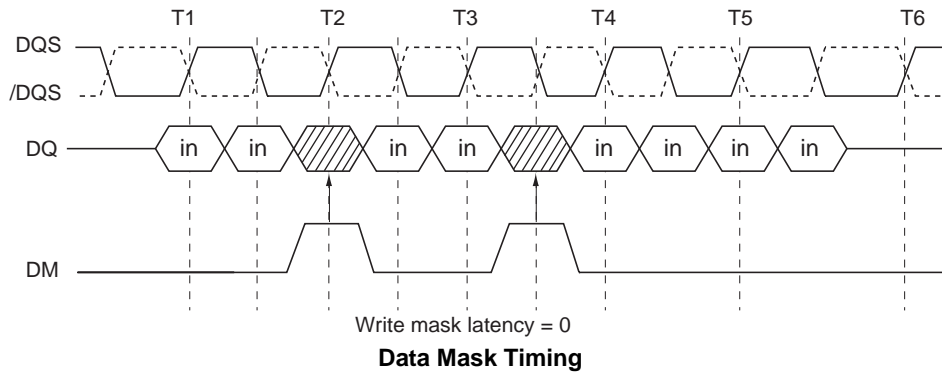 T1 T2 T3 T4 T5 T6
DQS
/DQS
DQ in in in in in in in in
DM
Write mask latency = 0
Data Mask Timing